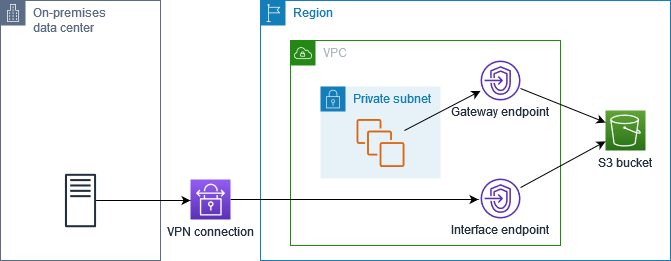 On-premises
data center
Region
VPC
Private subnet
Gateway endpoint
S3 bucket
VPN connection
Interface endpoint